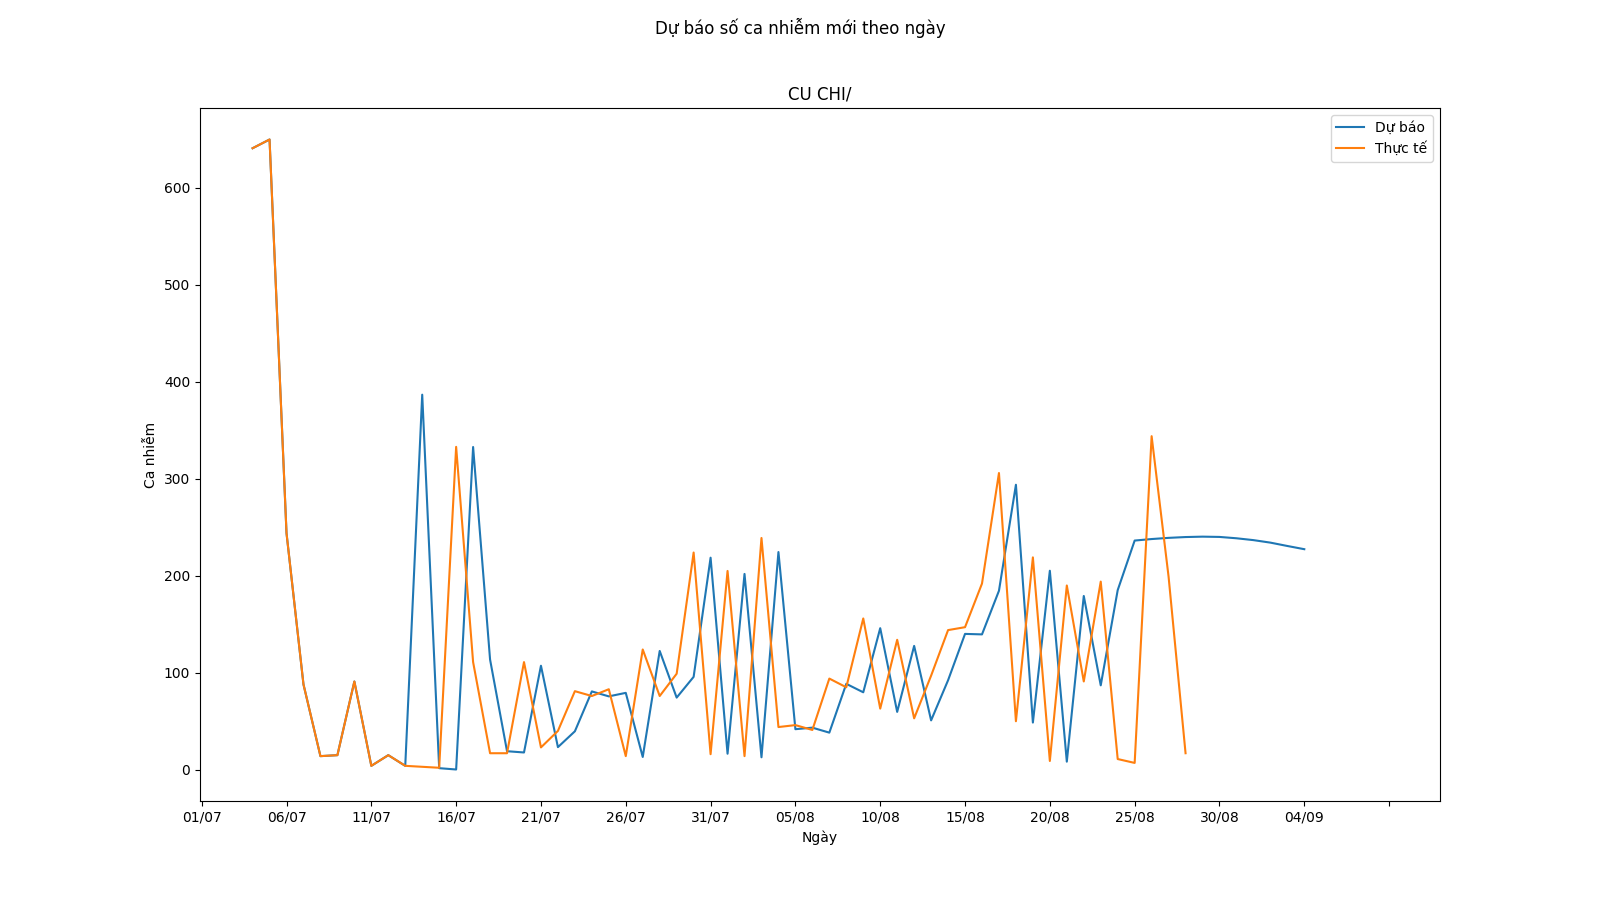 Dự báo số ca nhiễm mới theo ngày
CU CHI/
Dự báo
Thực tế
600
500
400
300
200
100
0
Ca nhiễm
01/07 06/07 11/07 16/07 21/07 26/07 31/07 05/08 10/08 15/08 20/08 25/08 30/08 04/09
Ngày